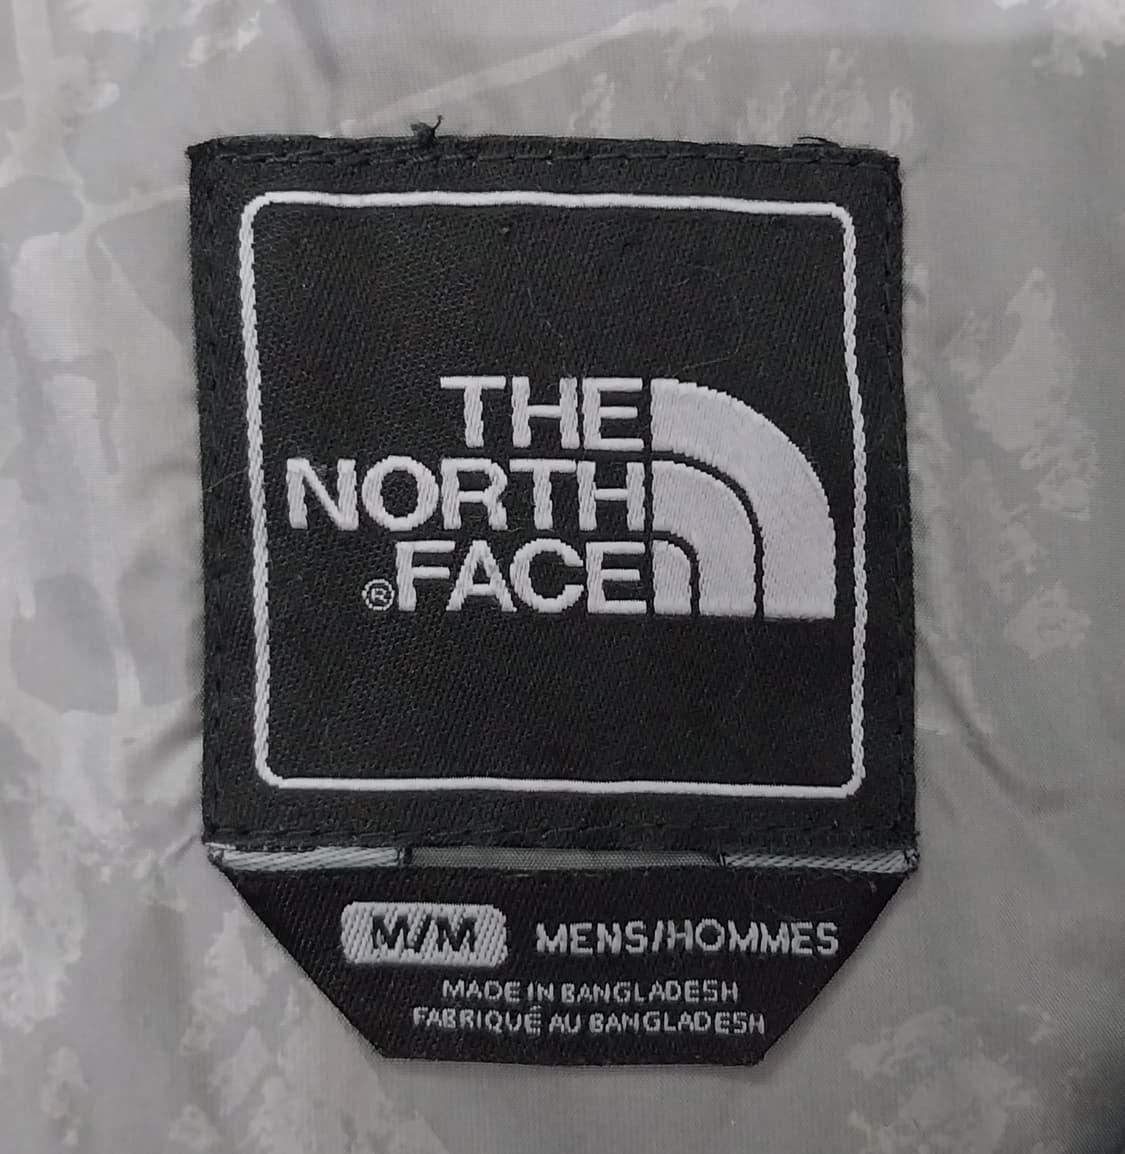 THE
NORTH
®FACE
M/M MENS/HOMMES
MADE IN BANGLADESH
FABRIQUÉ AU BANGLADESH